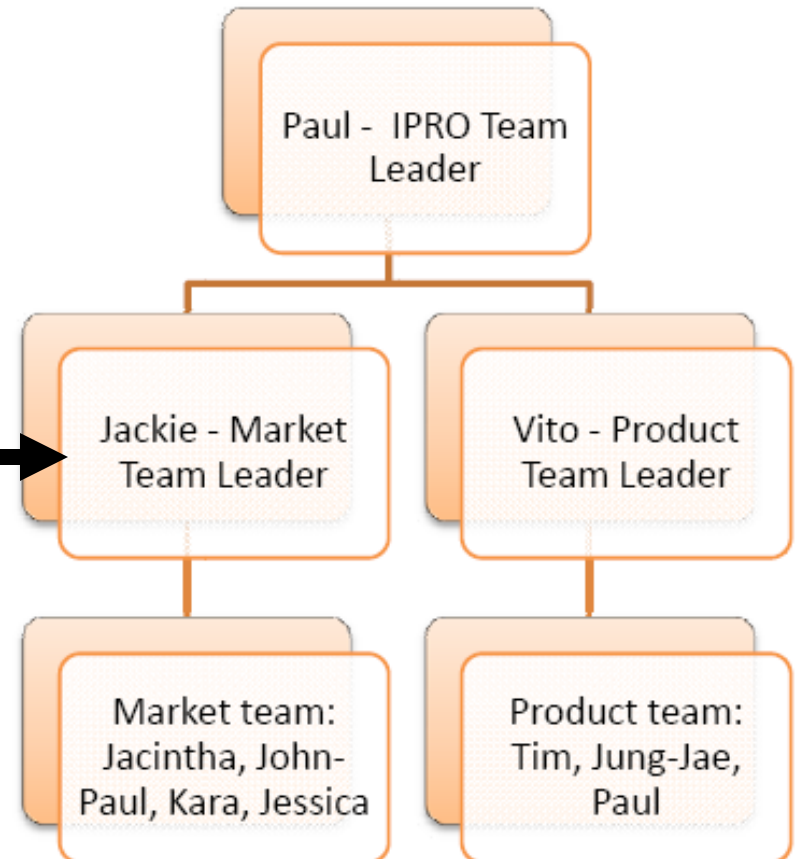 Paul -  IPRO Team
Leader
Jackie - Market
Team Leader
Vito - Product
Team Leader
Market team:
Jacintha, John-
Paul, Kara, Jessica
Product team:
Tim, Jung-Jae,
Paul